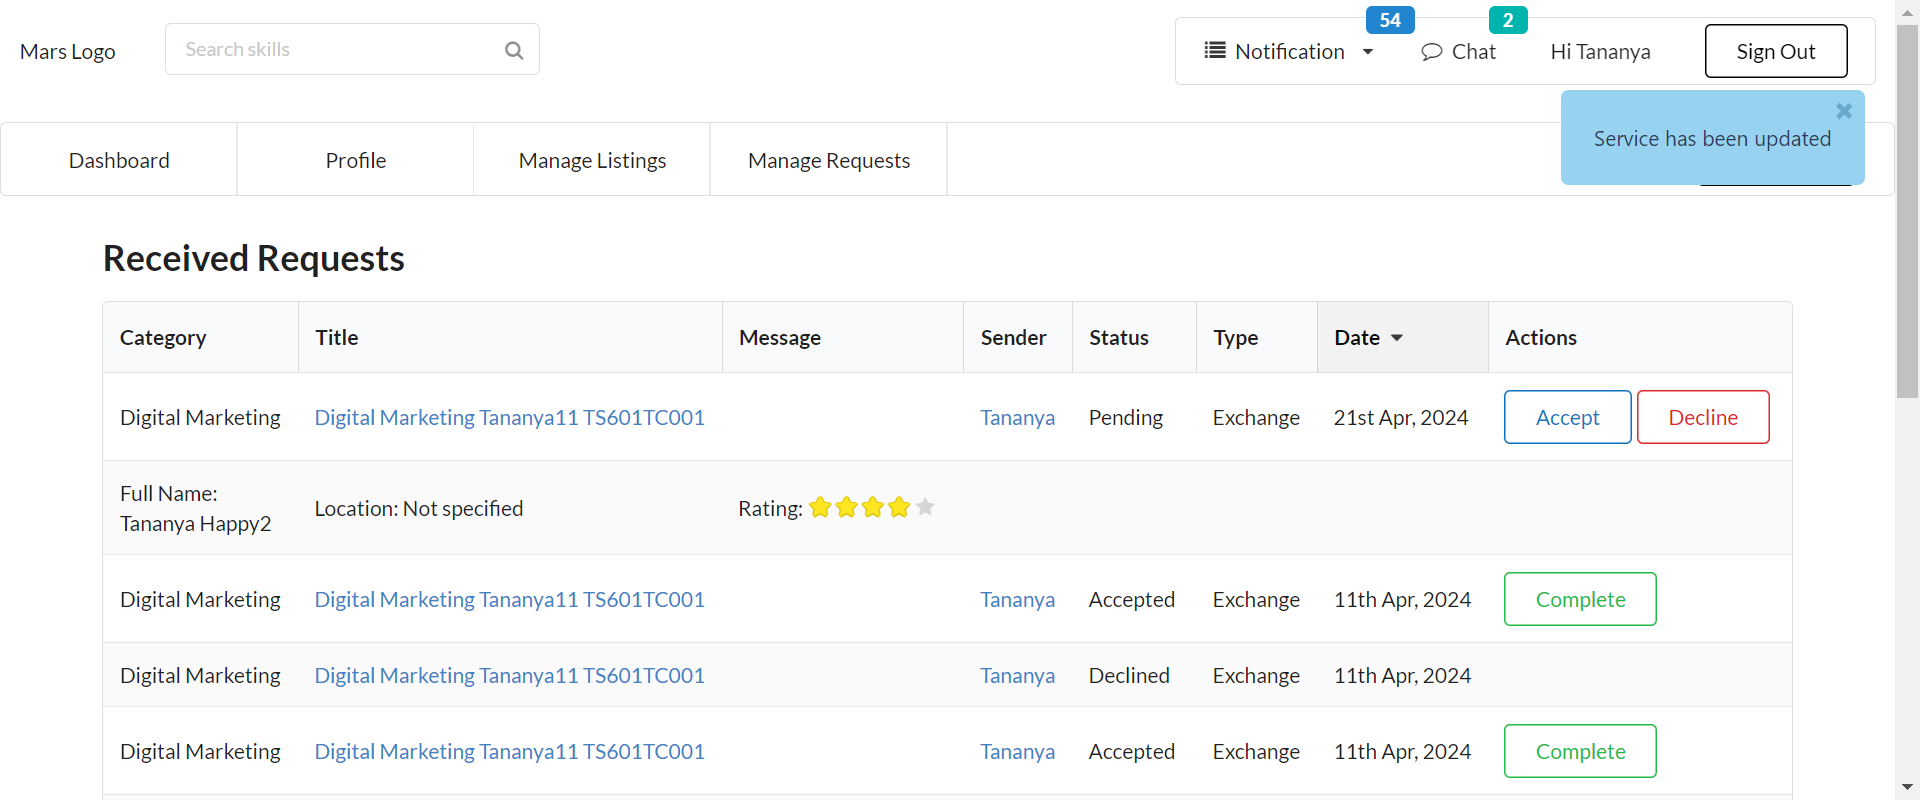 Mars Logo
Search skills
54
Notification
2
Chat
Hi Tananya
Sign Out
Service has been updated
Dashboard
Profile
Manage Listings
Manage Requests
Received Requests
Category Title Message Sender Status Type Date Actions
Digital Marketing Digital Marketing Tananya11 TS601TC001 Tananya Pending Exchange 21st Apr, 2024 Accept Decline
Full Name:
Tananya Happy2
Location: Not specified
Rating:
Digital Marketing Digital Marketing Tananya11 TS601TC001 Tananya Accepted Exchange 11th Apr, 2024 Complete
Digital Marketing Digital Marketing Tananya11 TS601TC001 Tananya Declined Exchange 11th Apr, 2024
Digital Marketing Digital Marketing Tananya11 TS601TC001 Tananya Accepted Exchange 11th Apr, 2024 Complete